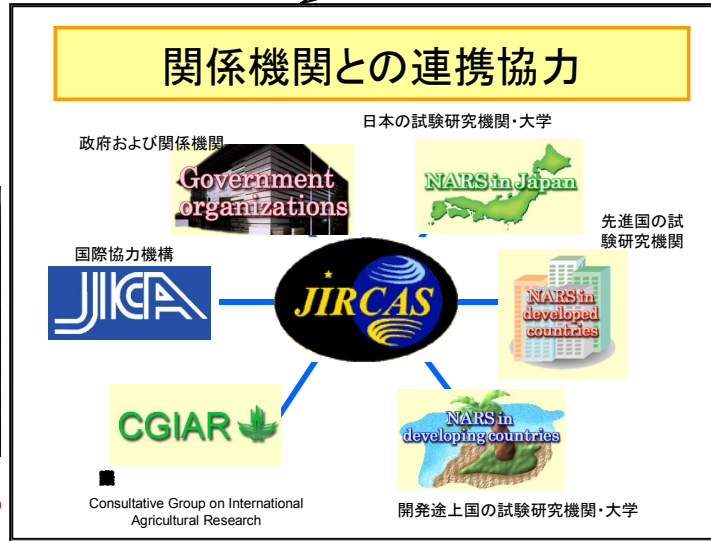 関係機関との連携協力
日本の試験研究機関・大学
政府および関係機関
Government
organizations
NARS in Japan
先進国の試
験研究機関
国際協力機構
JICA
JIRCAS
NARS in
developed
countries
CGIAR
NARS in
developing countries
Consultative Group on International
Agricultural Research
開発途上国の試験研究機関・大学